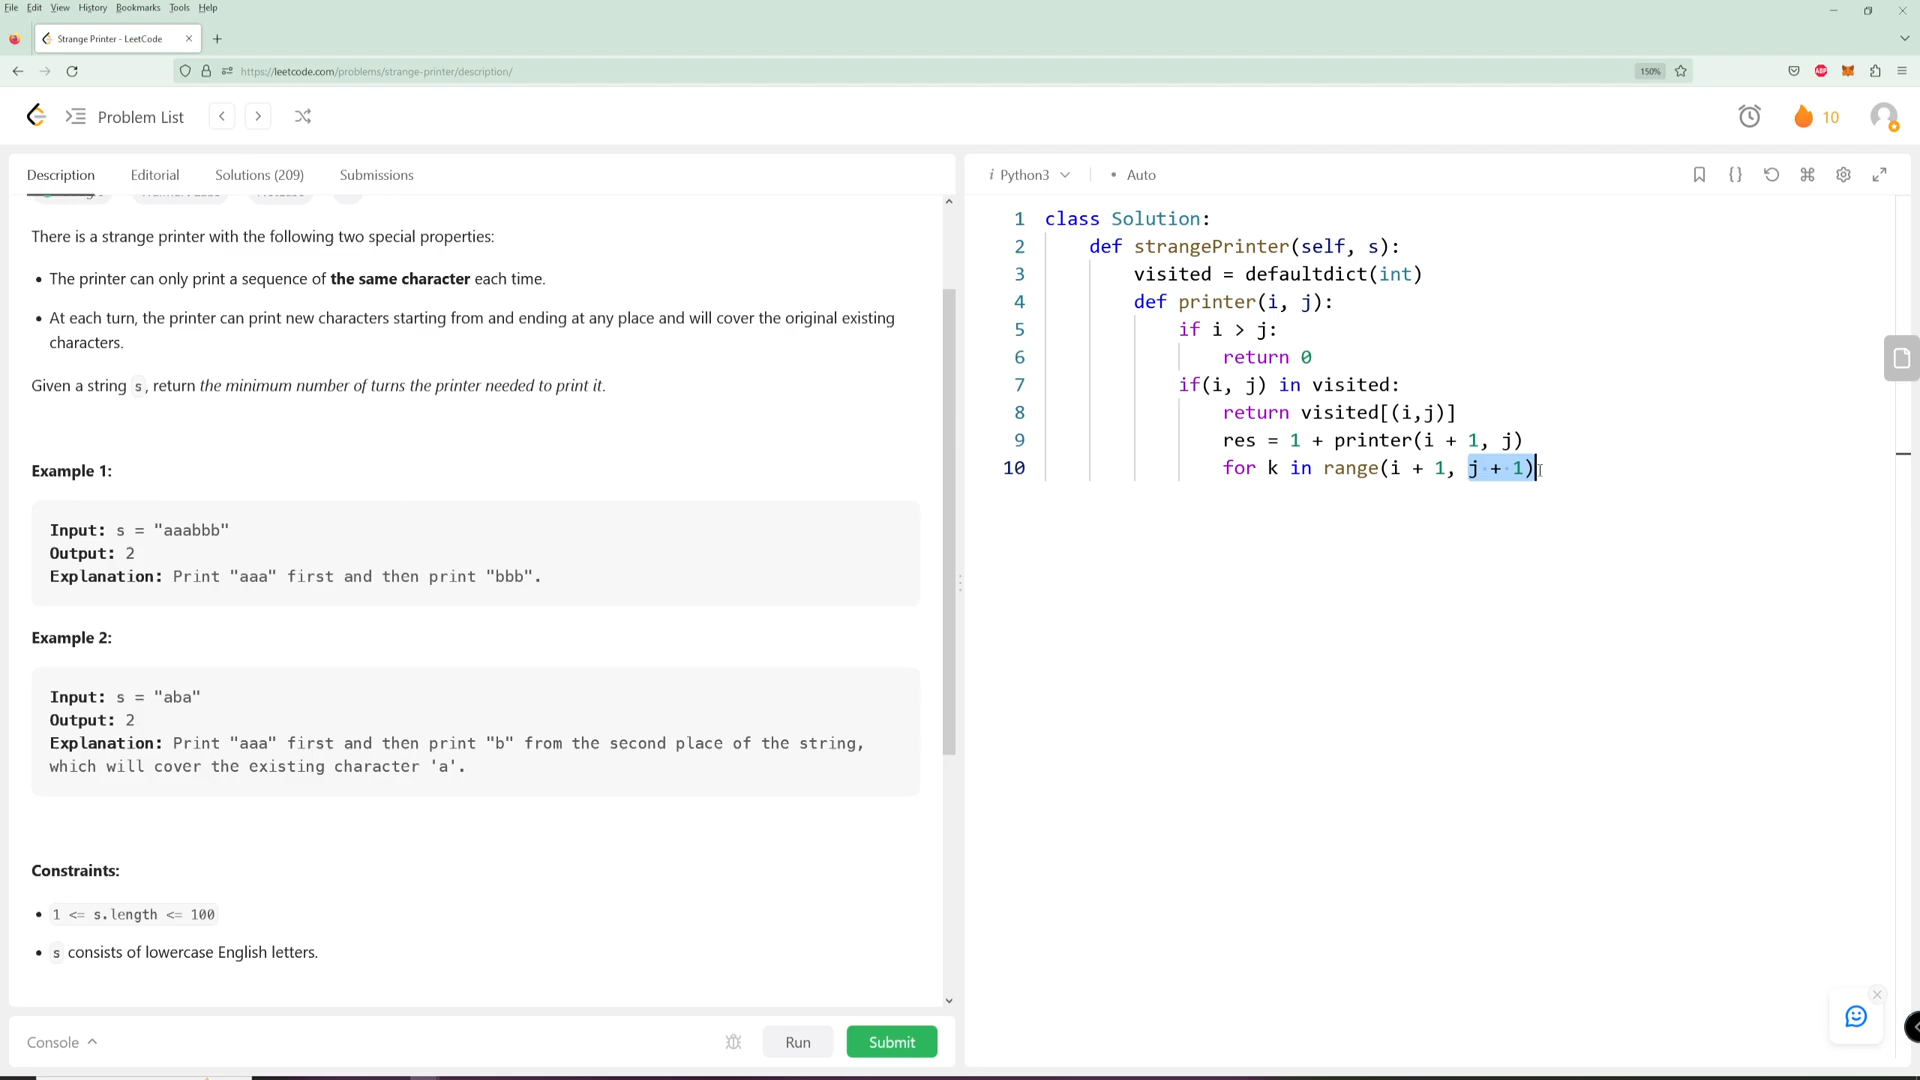 File Edit View History Bookmarks Tools Help
Strange Printer - LeetCode
https://leetcode.com/problems/strange-printer/description/
150%
ABP
Problem List
10
Description Editorial Solutions (209) Submissions
There is a strange printer with the following two special properties:
• The printer can only print a sequence of the same character each time.
• At each turn, the printer can print new characters starting from and ending at any place and will cover the original existing
characters.
Given a string s, return the minimum number of turns the printer needed to print it.
Example 1:
Input: s = "aaabbb"
Output: 2
Explanation: Print "aaa" first and then print "bbb".
Example 2:
Input: s = "aba"
Output: 2
Explanation: Print "aaa" first and then print "b" from the second place of the string,
which will cover the existing character 'a'.
Constraints:
• 1 <= s.length <= 100
• s consists of lowercase English letters.
Console
Run
Submit
i Python3 • Auto
1 class Solution:
2 def strangePrinter(self, s):
3 visited = defaultdict(int)
4 def printer(i, j):
5 if i > j:
6 return 0
7 if(i, j) in visited:
8 return visited[(i,j)]
9 res = 1 + printer(i + 1, j)
10 for k in range(i + 1, j + 1)